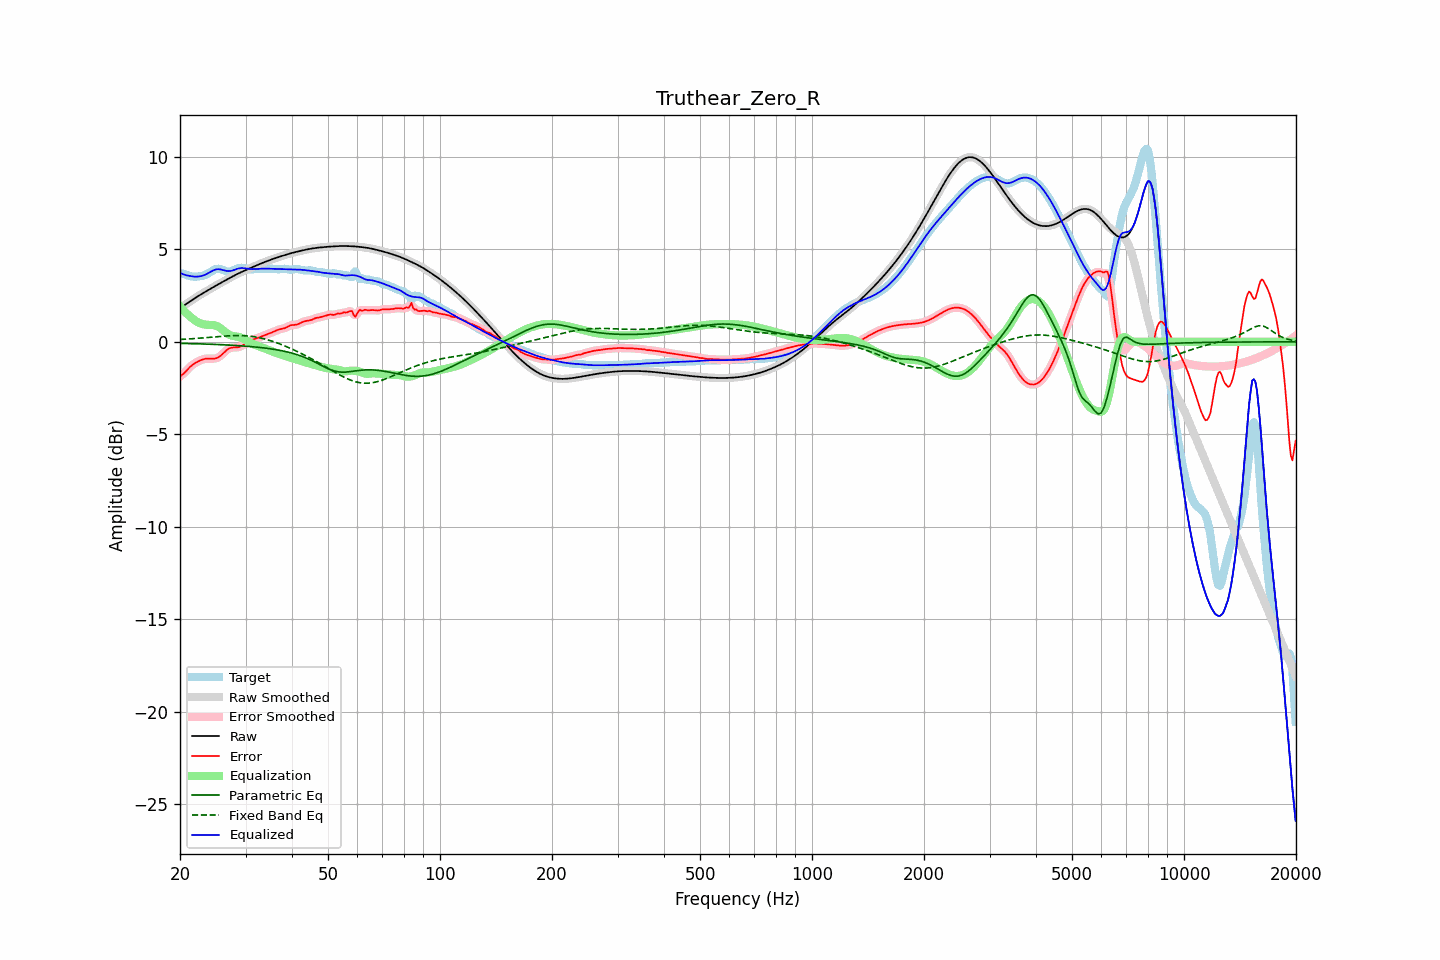 Truthear_Zero_R
Amplitude (dBr)
10
5
0
−5
−10
−15
−20
−25
Target
Raw Smoothed
Error Smoothed
Raw
Error
Equalization
Parametric Eq
Fixed Band Eq
Equalized
20 50 100 200 500 1000 2000 5000 10000 20000
Frequency (Hz)